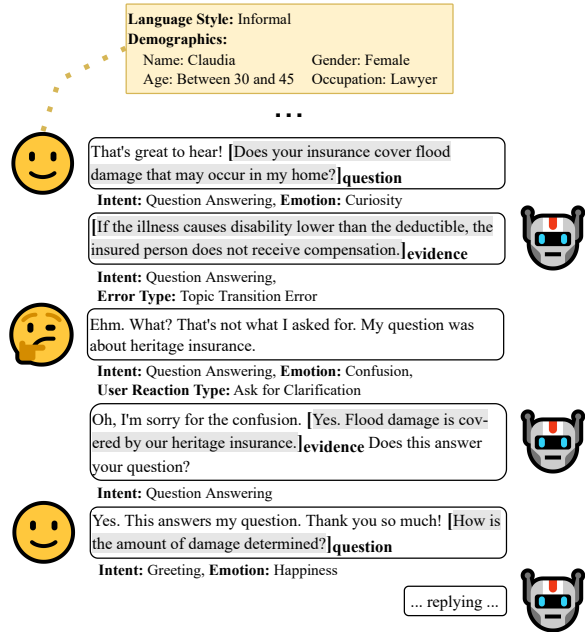 Language Style: Informal
Demographics:
Name: Claudia Gender: Female
Age: Between 30 and 45 Occupation: Lawyer
...
That's great to hear! [Does your insurance cover flood
damage that may occur in my home?]question
Intent: Question Answering, Emotion: Curiosity
[If the illness causes disability lower than the deductible, the
insured person does not receive compensation.]evidence
Intent: Question Answering,
Error Type: Topic Transition Error
Ehm. What? That's not what I asked for. My question was
about heritage insurance.
Intent: Question Answering, Emotion: Confusion,
User Reaction Type: Ask for Clarification
Oh, I'm sorry for the confusion. [Yes. Flood damage is cov-
ered by our heritage insurance.]evidence Does this answer
your question?
Intent: Question Answering
Yes. This answers my question. Thank you so much! [How is
the amount of damage determined?]question
Intent: Greeting, Emotion: Happiness
... replying ...